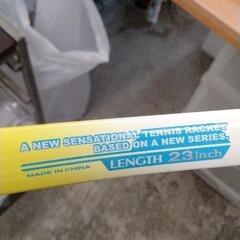 A NEW SENSATIONAL TENNIS RACKET
BASED ON A NEW SERIES.
MADE IN CHINA
LENGTH 23inch